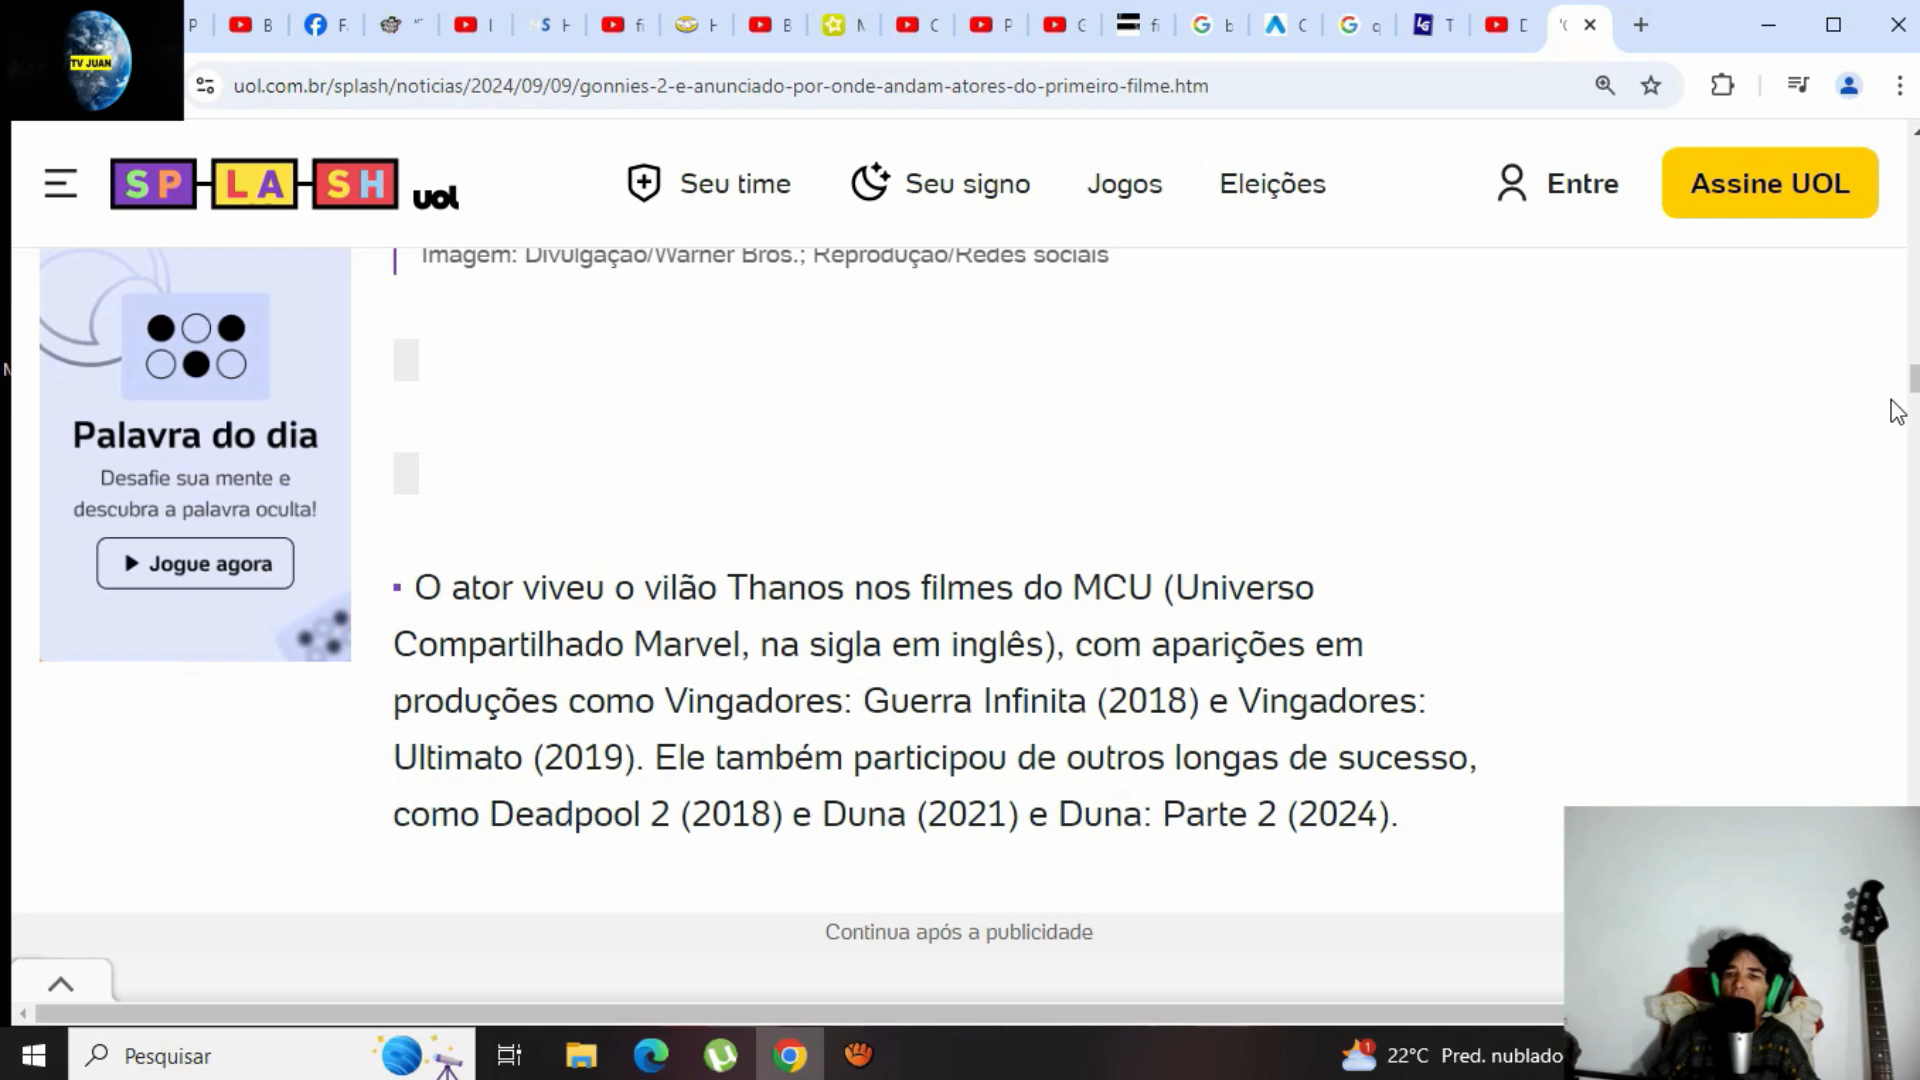 TV JUAN
P
B
F
I
H
fi
H
B
M
C
P
G
fi
b
C
q
T
D
uol.com.br/splash/noticias/2024/09/09/gonnies-2-e-anunciado-por-onde-andam-atores-do-primeiro-filme.htm
SPLASH uol
Seu time
Seu signo
Jogos
Eleições
Entre
Assine UOL
Imagem: Divulgação/Warner Bros.; Reprodução/Redes sociais
Palavra do dia
Desafie sua mente e
descubra a palavra oculta!
Jogue agora
O ator viveu o vilão Thanos nos filmes do MCU (Universo
Compartilhado Marvel, na sigla em inglês), com aparições em
produções como Vingadores: Guerra Infinita (2018) e Vingadores:
Ultimato (2019). Ele também participou de outros longas de sucesso,
como Deadpool 2 (2018) e Duna (2021) e Duna: Parte 2 (2024).
Continua após a publicidade
Pesquisar
1
22°C Pred. nublado